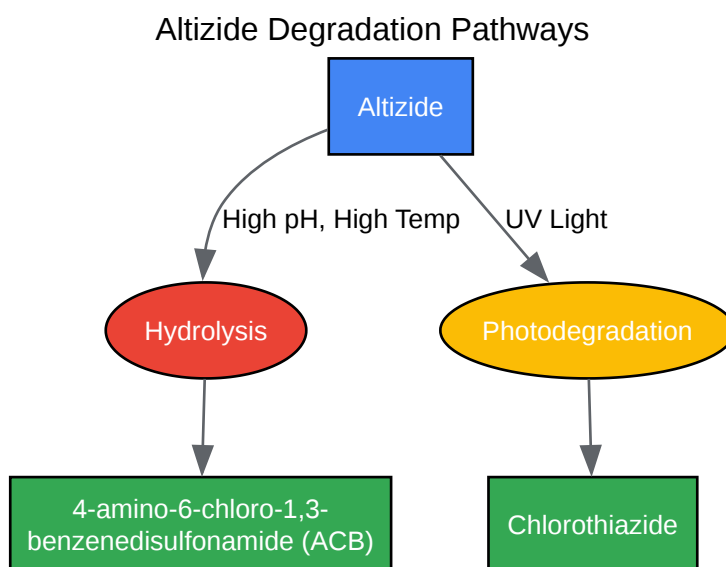 Altizide Degradation Pathways
Altizide
High pH, High Temp
UV Light
Hydrolysis
Photodegradation
4-amino-6-chloro-1,3-
benzenedisulfonamide (ACB)
Chlorothiazide